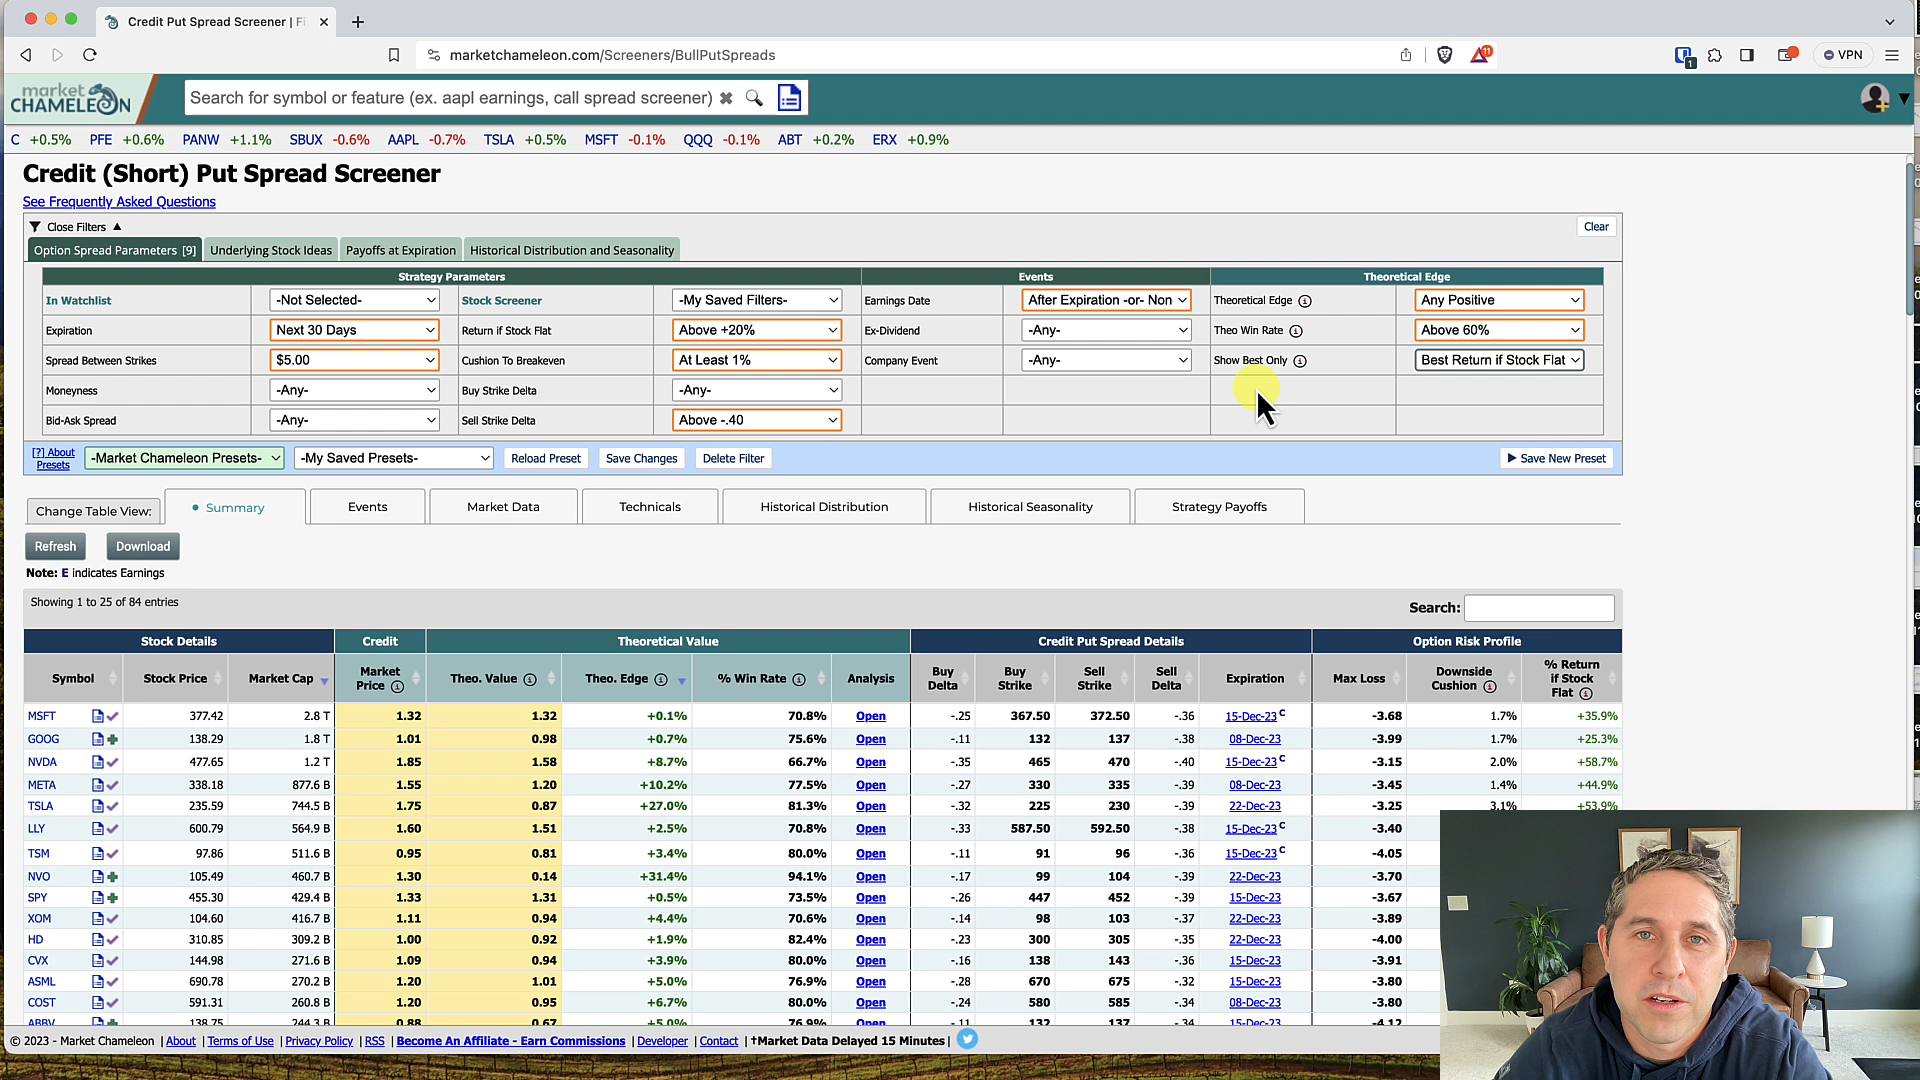 Credit Put Spread Screener | Fi
marketchameleon.com/Screeners/BullPutSpreads
11
1
VPN
market
CHAMELEON
Search for symbol or feature (ex. aapl earnings, call spread screener)
C +0.5% PFE +0.6% PANW +1.1% SBUX -0.6% AAPL -0.7% TSLA +0.5% MSFT -0.1% QQQ -0.1% ABT +0.2% ERX +0.9%
Credit (Short) Put Spread Screener
See Frequently Asked Questions
Close Filters ▲
Clear
Option Spread Parameters [9] Underlying Stock Ideas Payoffs at Expiration Historical Distribution and Seasonality
Strategy Parameters Events Theoretical Edge
In Watchlist -Not Selected- Stock Screener -My Saved Filters- Earnings Date After Expiration -or- Non Theoretical Edge Any Positive
Expiration Next 30 Days Return if Stock Flat Above +20% Ex-Dividend -Any- Theo Win Rate Above 60%
Spread Between Strikes $5.00 Cushion To Breakeven At Least 1% Company Event -Any- Show Best Only Best Return if Stock Flat
Moneyness -Any- Buy Strike Delta -Any-
Bid-Ask Spread -Any- Sell Strike Delta Above -.40
[?] About Presets -Market Chameleon Presets- -My Saved Presets- Reload Preset Save Changes Delete Filter ▶ Save New Preset
Change Table View: • Summary Events Market Data Technicals Historical Distribution Historical Seasonality Strategy Payoffs
Refresh Download
Note: E indicates Earnings
Showing 1 to 25 of 84 entries Search:
Stock Details Credit Theoretical Value Credit Put Spread Details Option Risk Profile
Symbol Stock Price Market Cap Market Price Theo. Value Theo. Edge % Win Rate Analysis Buy Delta Buy Strike Sell Strike Sell Delta Expiration Max Loss Downside Cushion % Return if Stock Flat
MSFT 377.42 2.8 T 1.32 1.32 +0.1% 70.8% Open -.25 367.50 372.50 -.36 15-Dec-23 C -3.68 1.7% +35.9%
GOOG 138.29 1.8 T 1.01 0.98 +0.7% 75.6% Open -.11 132 137 -.38 08-Dec-23 -3.99 1.7% +25.3%
NVDA 477.65 1.2 T 1.85 1.58 +8.7% 66.7% Open -.35 465 470 -.40 15-Dec-23 C -3.15 2.0% +58.7%
META 338.18 877.6 B 1.55 1.20 +10.2% 77.5% Open -.27 330 335 -.39 08-Dec-23 -3.45 1.4% +44.9%
TSLA 235.59 744.5 B 1.75 0.87 +27.0% 81.3% Open -.32 225 230 -.39 22-Dec-23 -3.25 3.1% +53.9%
LLY 600.79 564.9 B 1.60 1.51 +2.5% 70.8% Open -.33 587.50 592.50 -.38 15-Dec-23 C -3.40
TSM 97.86 511.6 B 0.95 0.81 +3.4% 80.0% Open -.11 91 96 -.36 15-Dec-23 C -4.05
NVO 105.49 460.7 B 1.30 0.14 +31.4% 94.1% Open -.17 99 104 -.39 22-Dec-23 -3.70
SPY 455.30 429.4 B 1.33 1.31 +0.5% 73.5% Open -.26 447 452 -.39 15-Dec-23 -3.67
XOM 104.60 416.7 B 1.11 0.94 +4.4% 70.6% Open -.14 98 103 -.37 22-Dec-23 -3.89
HD 310.85 309.2 B 1.00 0.92 +1.9% 82.4% Open -.23 300 305 -.35 22-Dec-23 -4.00
CVX 144.98 271.6 B 1.09 0.94 +3.9% 80.0% Open -.16 138 143 -.36 15-Dec-23 -3.91
ASML 690.78 270.2 B 1.20 1.01 +5.0% 76.9% Open -.28 670 675 -.32 15-Dec-23 -3.80
COST 591.31 260.8 B 1.20 0.95 +6.7% 80.0% Open -.24 580 585 -.34 08-Dec-23 -3.80
ABBV 138.75 244.3 B 0.88 0.67 +5.0% 76.9% Open -.11 132 137 -.34 15-Dec-23 -4.12
© 2023 - Market Chameleon | About | Terms of Use | Privacy Policy | RSS | Become An Affiliate - Earn Commissions | Developer | Contact | †Market Data Delayed 15 Minutes |